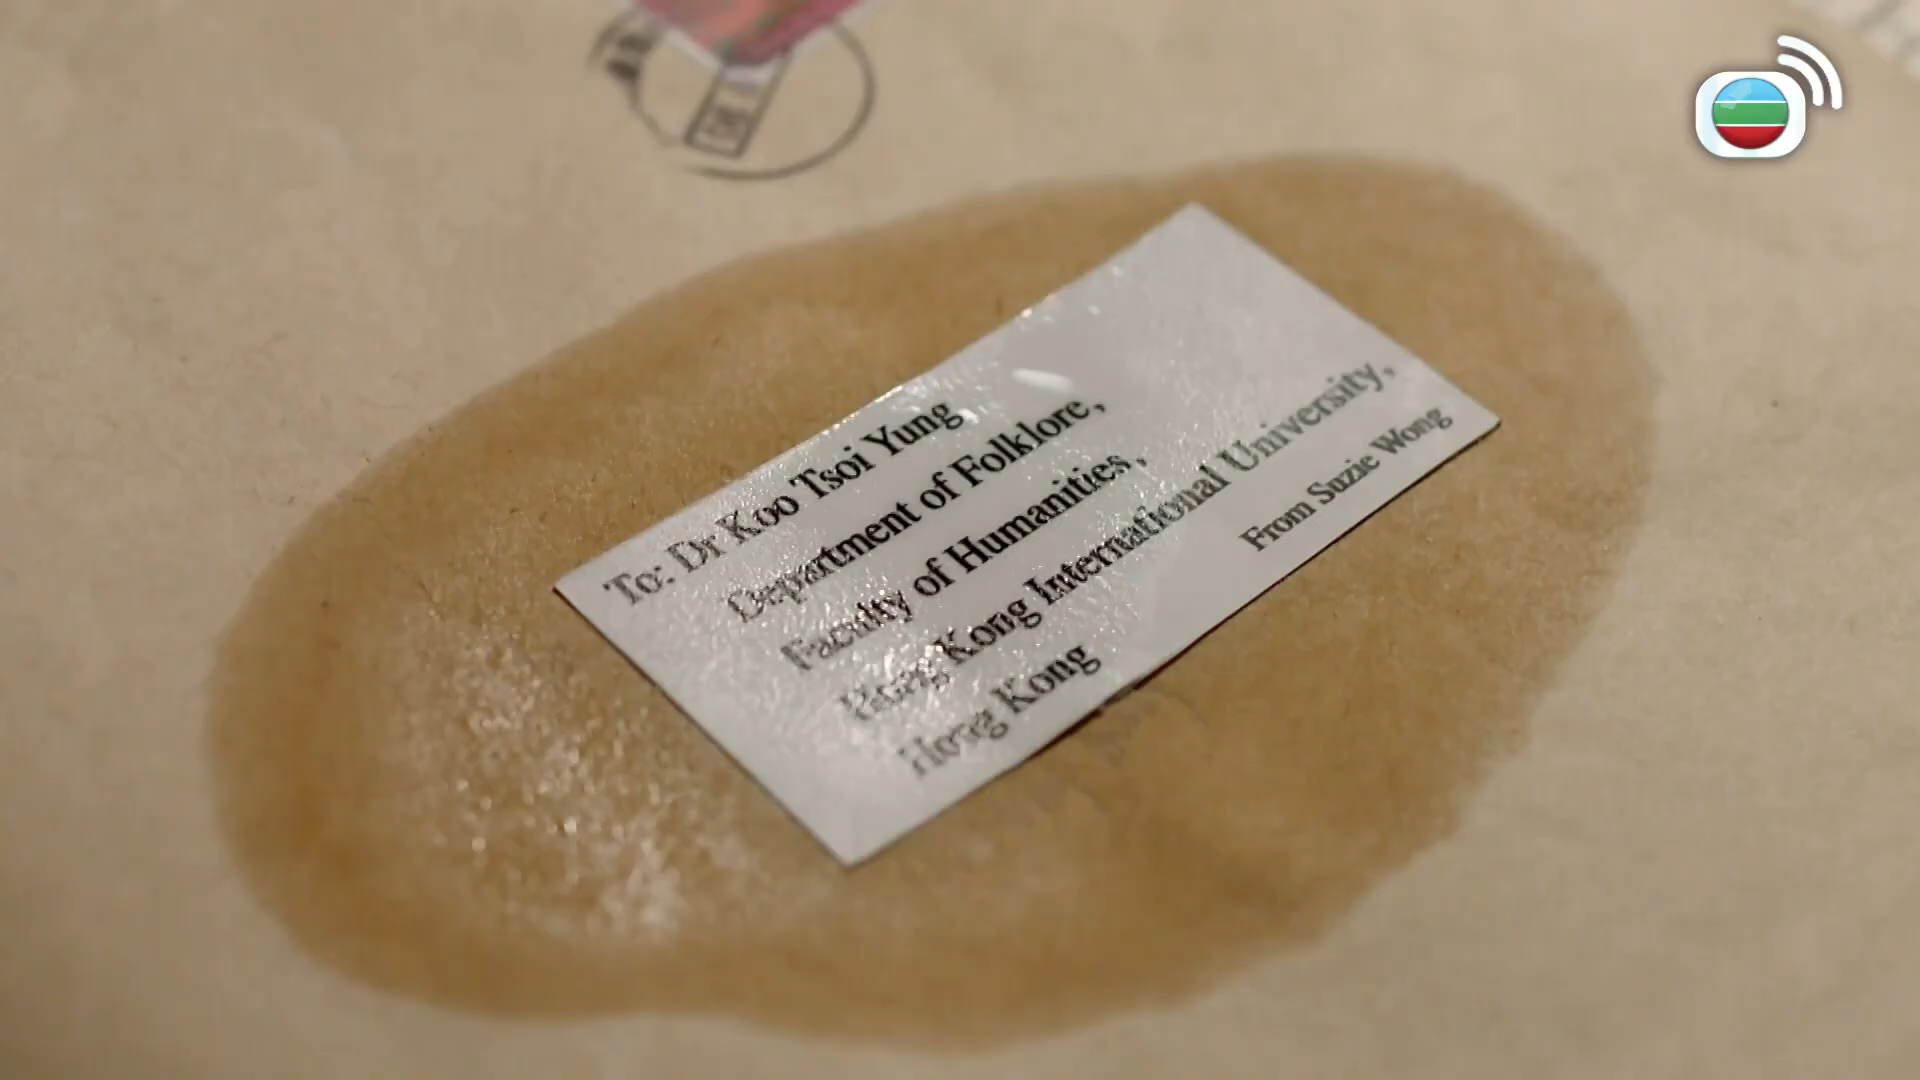 To: Dr Koo Tsoi Yung
Department of Folklore,
Faculty of Humanities,
Hong Kong International University,
Hong Kong
From Suzie Wong